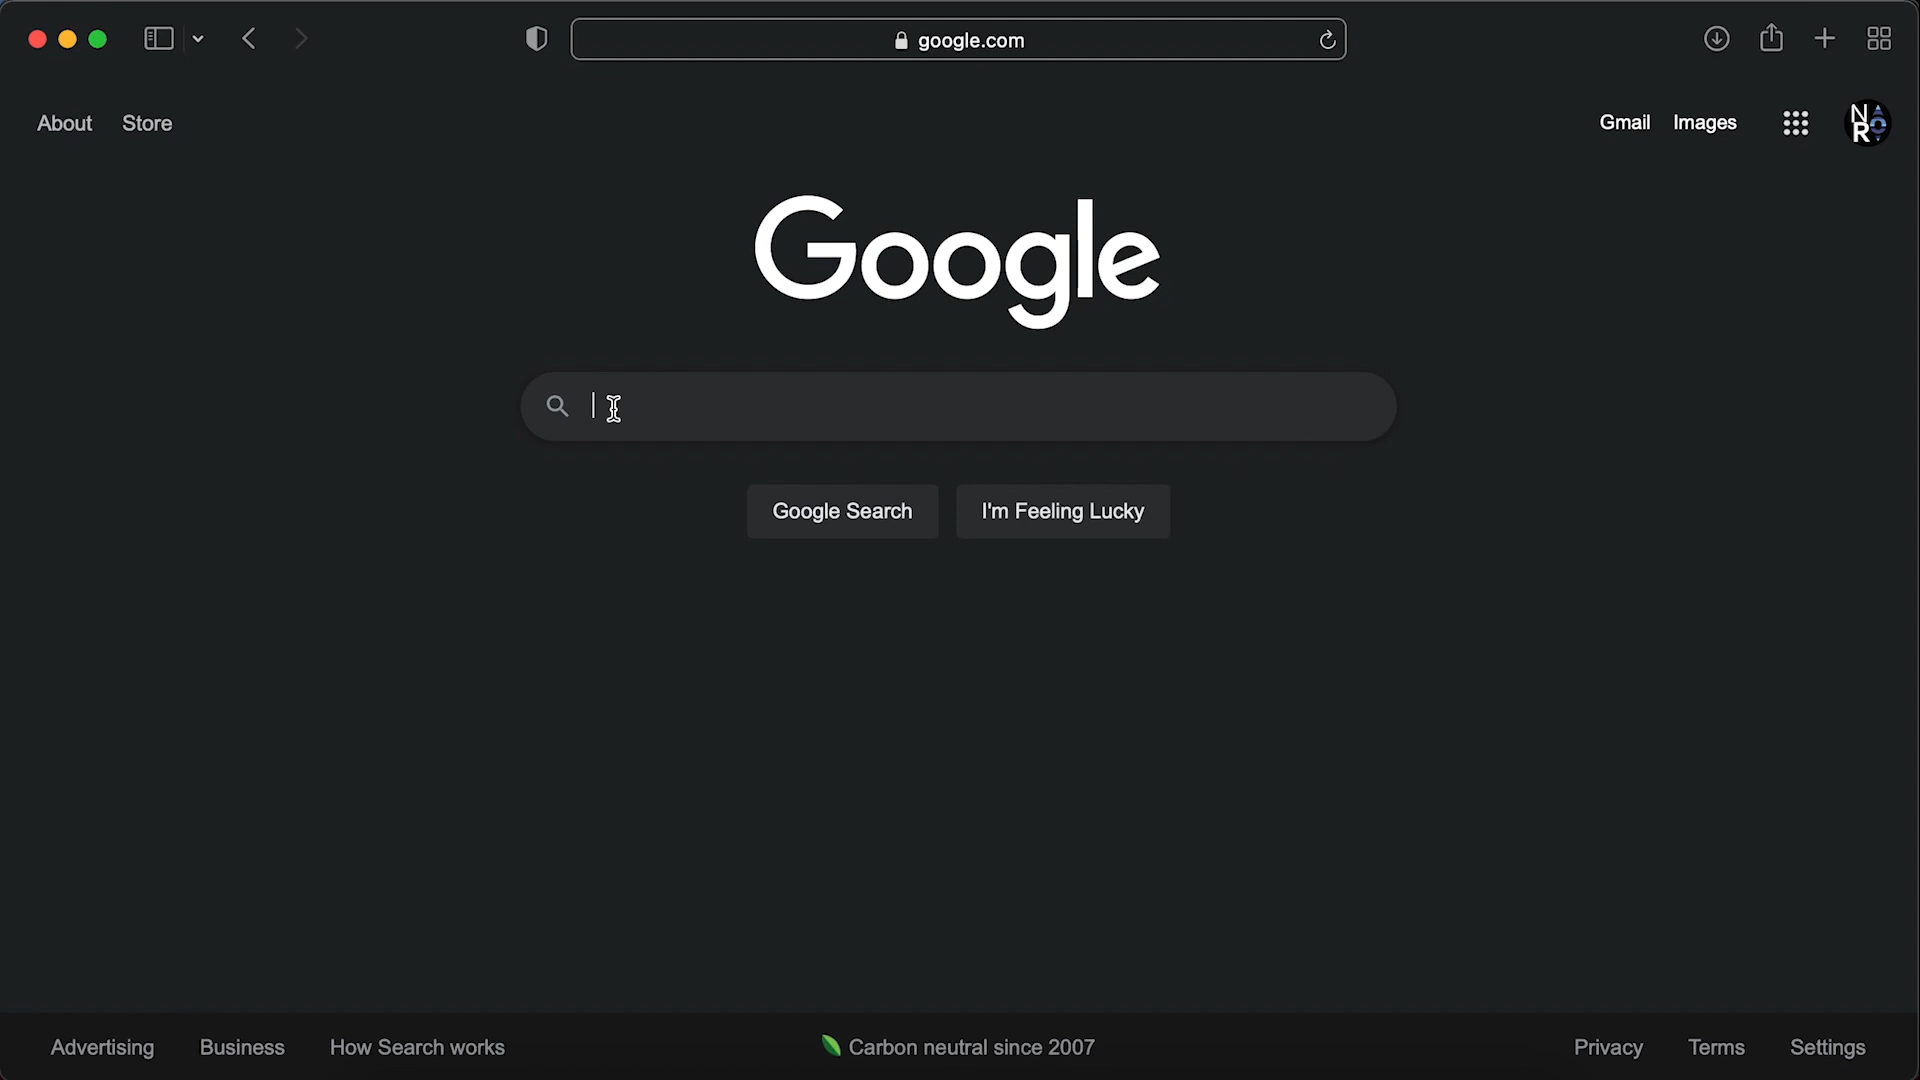 google.com
About Store Gmail Images
NR
Google
Google Search I'm Feeling Lucky
Advertising Business How Search works Carbon neutral since 2007 Privacy Terms Settings